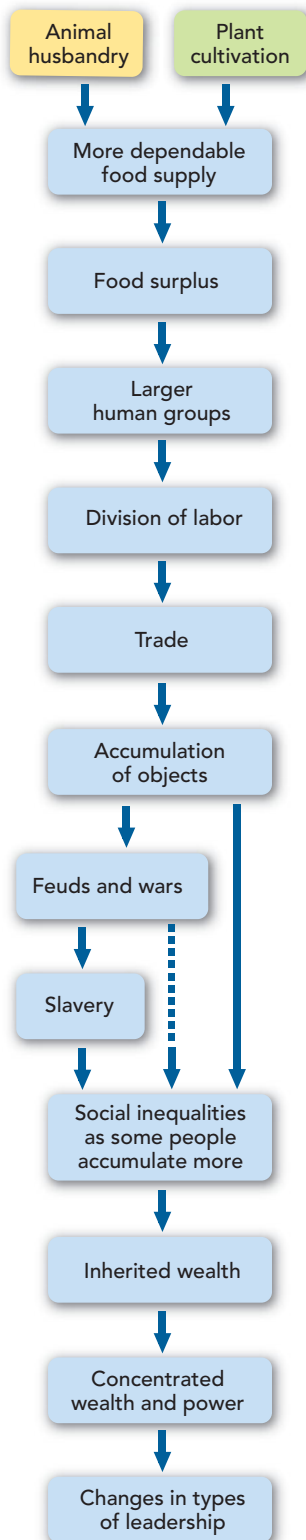 Animal
husbandry
Plant
cultivation
More dependable
food supply
Food surplus
Larger
human groups
Division of labor
Trade
Accumulation
of objects
Feuds and wars
Slavery
Social inequalities
as some people
accumulate more
Inherited wealth
Concentrated
wealth and power
Changes in types
of leadership